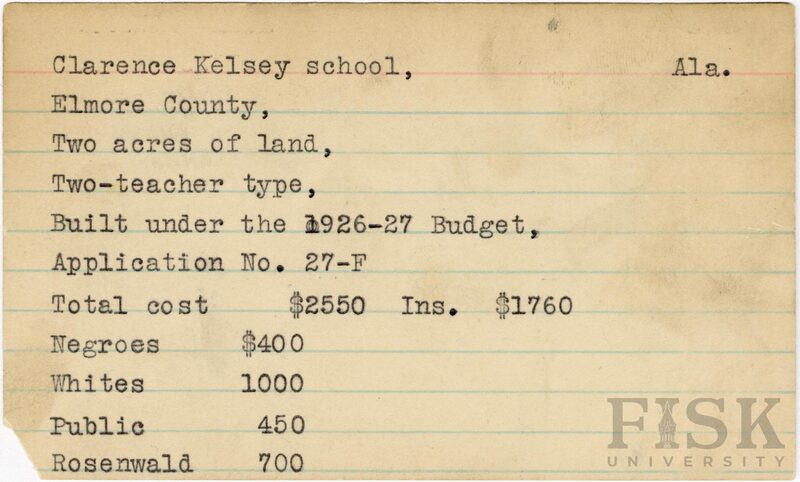 Clarence Kelsey school, Ala.
Elmore County,
Two acres of land,
Two-teacher type,
Built under the 1926-27 Budget,
Application No. 27-F
Total cost $2550 Ins. $1760
Negroes $400
Whites 1000
Public 450
Rosenwald 700
FISK
UNIVERSITY